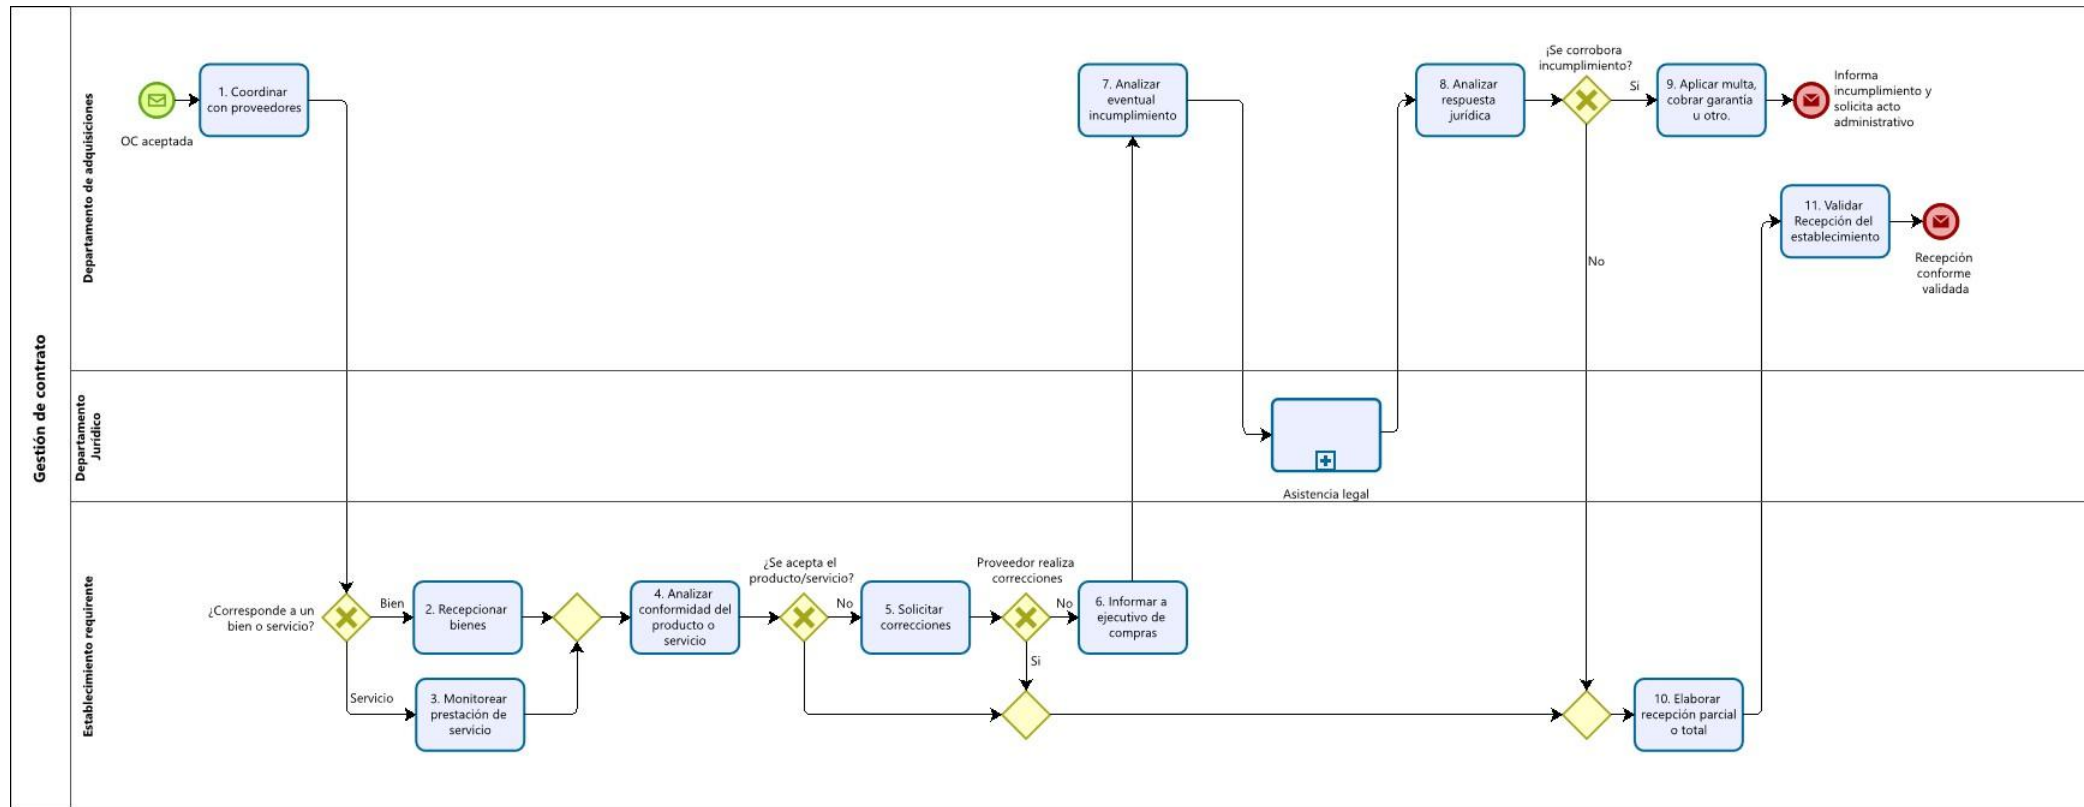 Gestión de contrato
Departamento de adquisiciones
Departamento
Jurídico
Establecimiento requirente
OC aceptada
1. Coordinar
con proveedores
7. Analizar
eventual
incumplimiento
8. Analizar
respuesta
jurídica
¿Se corrobora
incumplimiento?
Si
9. Aplicar multa,
cobrar garantía
u otro.
Informa
incumplimiento y
solicita acto
administrativo
No
11. Validar
Recepción del
establecimiento
Recepción
conforme
validada
Asistencia legal
¿Corresponde a un
bien o servicio?
Bien
2. Recepcionar
bienes
Servicio
3. Monitorear
prestación de
servicio
4. Analizar
conformidad del
producto o
servicio
¿Se acepta el
producto/servicio?
No
5. Solicitar
correcciones
Proveedor realiza
correcciones
No
Si
6. Informar a
ejecutivo de
compras
10. Elaborar
recepción parcial
o total